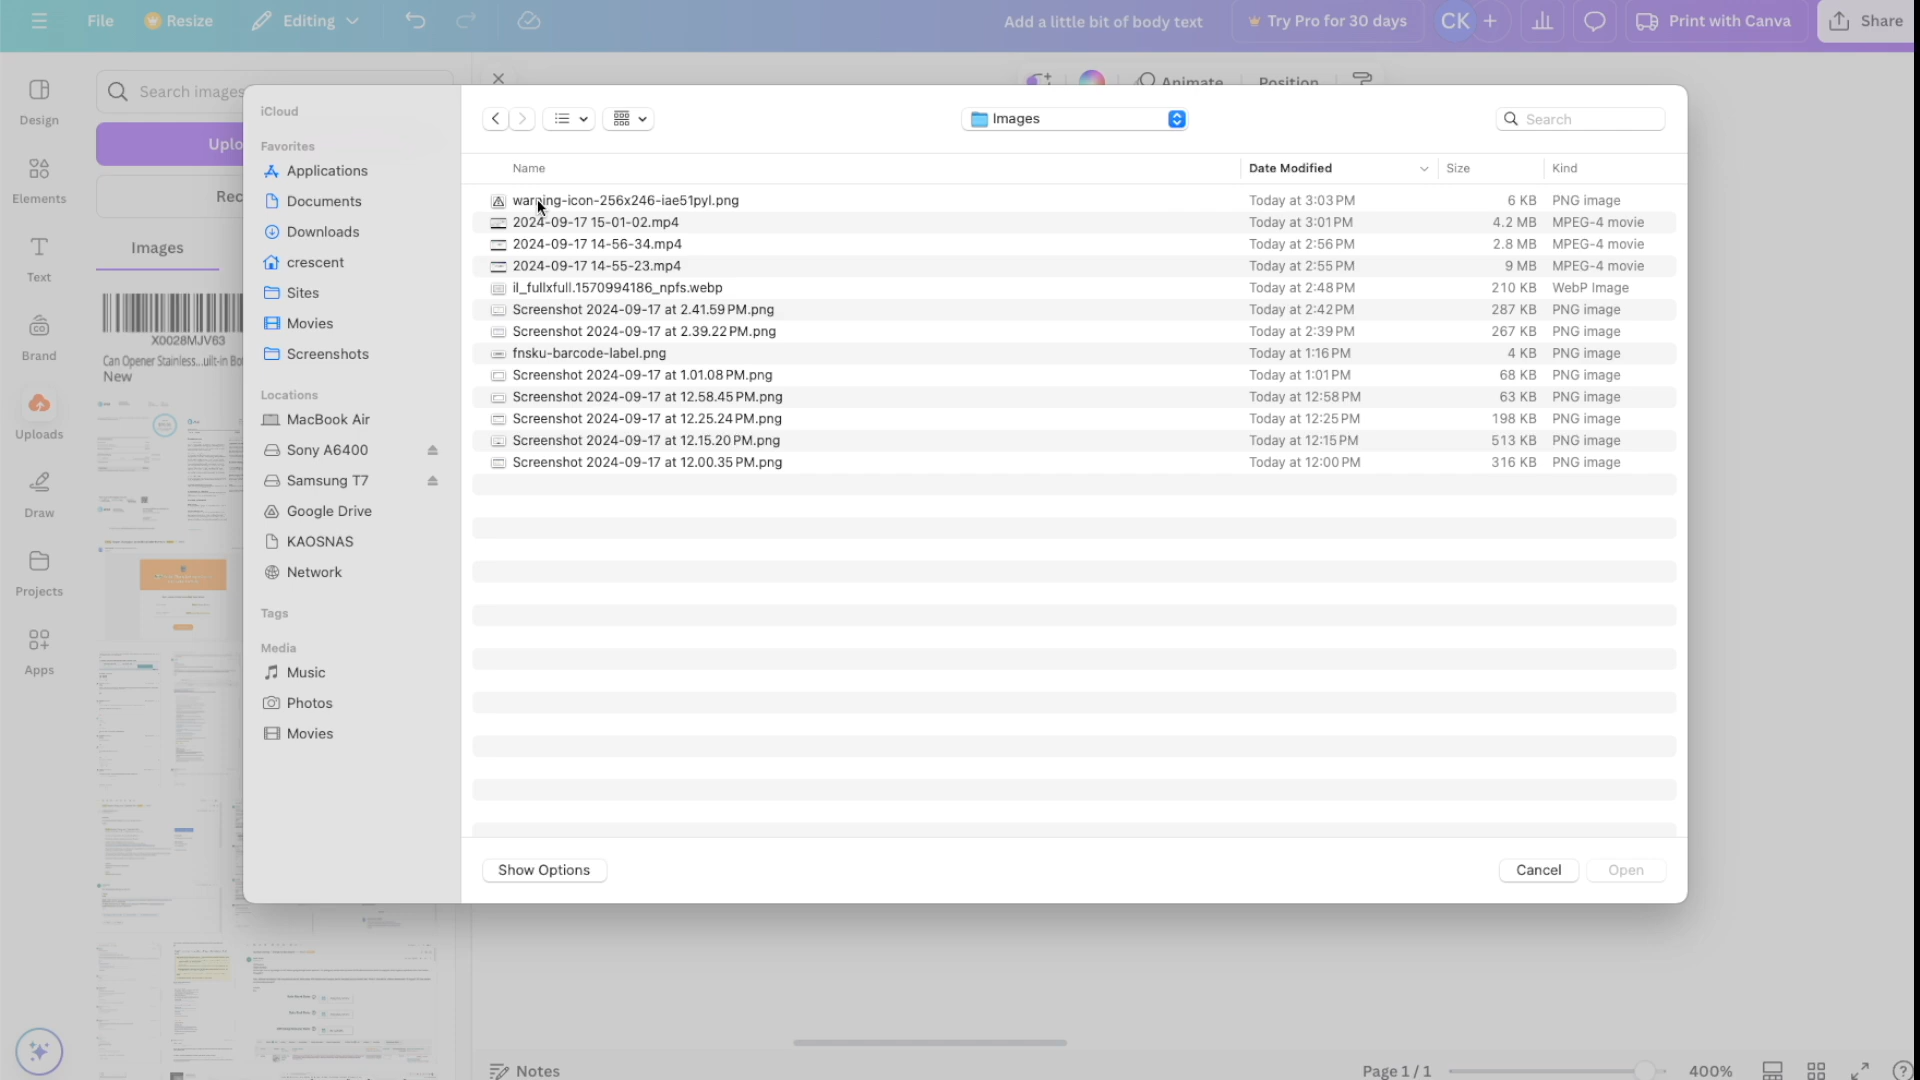 File
Resize
Editing
Add a little bit of body text
Try Pro for 30 days
CK
Print with Canva
Share
Design
Elements
Text
Brand
Uploads
Draw
Projects
Apps
Search images
Uplo
Rec
Images
X0028MJV63
Can Opener Stainless...uilt-in Bot
New
Animate
Position
iCloud
Favorites
Applications
Documents
Downloads
crescent
Sites
Movies
Screenshots
Locations
MacBook Air
Sony A6400
Samsung T7
Google Drive
KAOSNAS
Network
Tags
Media
Music
Photos
Movies
Images
Search
Name Date Modified Size Kind
warning-icon-256x246-iae51pyl.png Today at 3:03 PM 6 KB PNG image
2024-09-17 15-01-02.mp4 Today at 3:01 PM 4.2 MB MPEG-4 movie
2024-09-17 14-56-34.mp4 Today at 2:56 PM 2.8 MB MPEG-4 movie
2024-09-17 14-55-23.mp4 Today at 2:55 PM 9 MB MPEG-4 movie
il_fullxfull.1570994186_npfs.webp Today at 2:48 PM 210 KB WebP Image
Screenshot 2024-09-17 at 2.41.59 PM.png Today at 2:42 PM 287 KB PNG image
Screenshot 2024-09-17 at 2.39.22 PM.png Today at 2:39 PM 267 KB PNG image
fnsku-barcode-label.png Today at 1:16 PM 4 KB PNG image
Screenshot 2024-09-17 at 1.01.08 PM.png Today at 1:01 PM 68 KB PNG image
Screenshot 2024-09-17 at 12.58.45 PM.png Today at 12:58 PM 63 KB PNG image
Screenshot 2024-09-17 at 12.25.24 PM.png Today at 12:25 PM 198 KB PNG image
Screenshot 2024-09-17 at 12.15.20 PM.png Today at 12:15 PM 513 KB PNG image
Screenshot 2024-09-17 at 12.00.35 PM.png Today at 12:00 PM 316 KB PNG image
Show Options
Cancel
Open
Notes
Page 1 / 1
400%